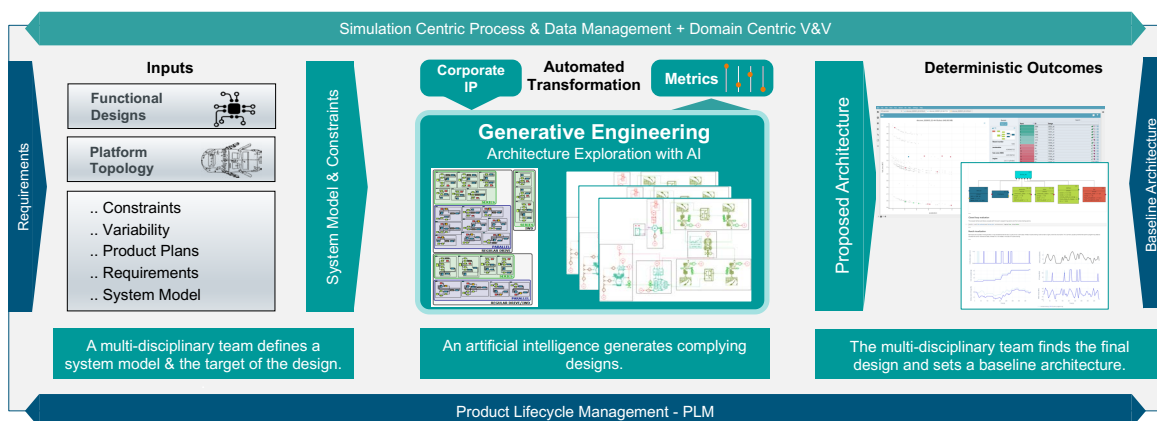 Simulation Centric Process & Data Management + Domain Centric V&V
Requirements
Inputs
Functional
Designs
Platform
Topology
.. Constraints
.. Variability
.. Product Plans
.. Requirements
.. System Model
System Model & Constraints
Corporate
IP
Automated
Transformation
Metrics
Generative Engineering
Architecture Exploration with AI
PARALLEL
Proposed Architecture
Deterministic Outcomes
Baseline Architecture
A multi-disciplinary team defines a
system model & the target of the design.
An artificial intelligence generates complying
designs.
The multi-disciplinary team finds the final
design and sets a baseline architecture.
Product Lifecycle Management - PLM